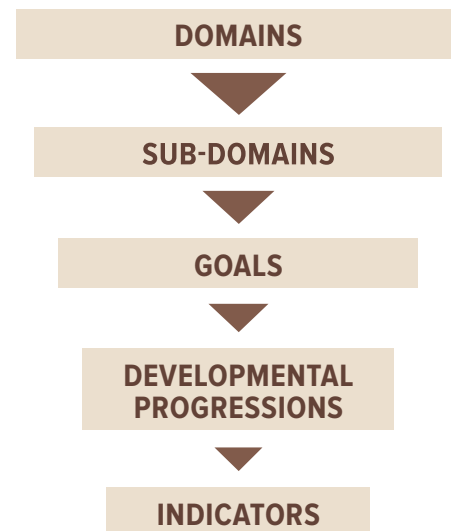 DOMAINS
SUB-DOMAINS
GOALS
DEVELOPMENTAL
PROGRESSIONS
INDICATORS